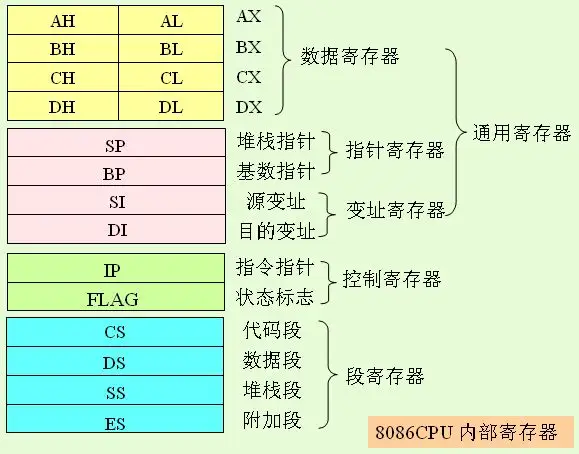 AH AL AX
BH BL BX
CH CL CX
DH DL DX
数据寄存器
SP 堆栈指针
BP 基数指针
指针寄存器
SI 源变址
DI 目的变址
变址寄存器
通用寄存器
IP 指令指针
FLAG 状态标志
控制寄存器
CS 代码段
DS 数据段
SS 堆栈段
ES 附加段
段寄存器
8086CPU 内部寄存器